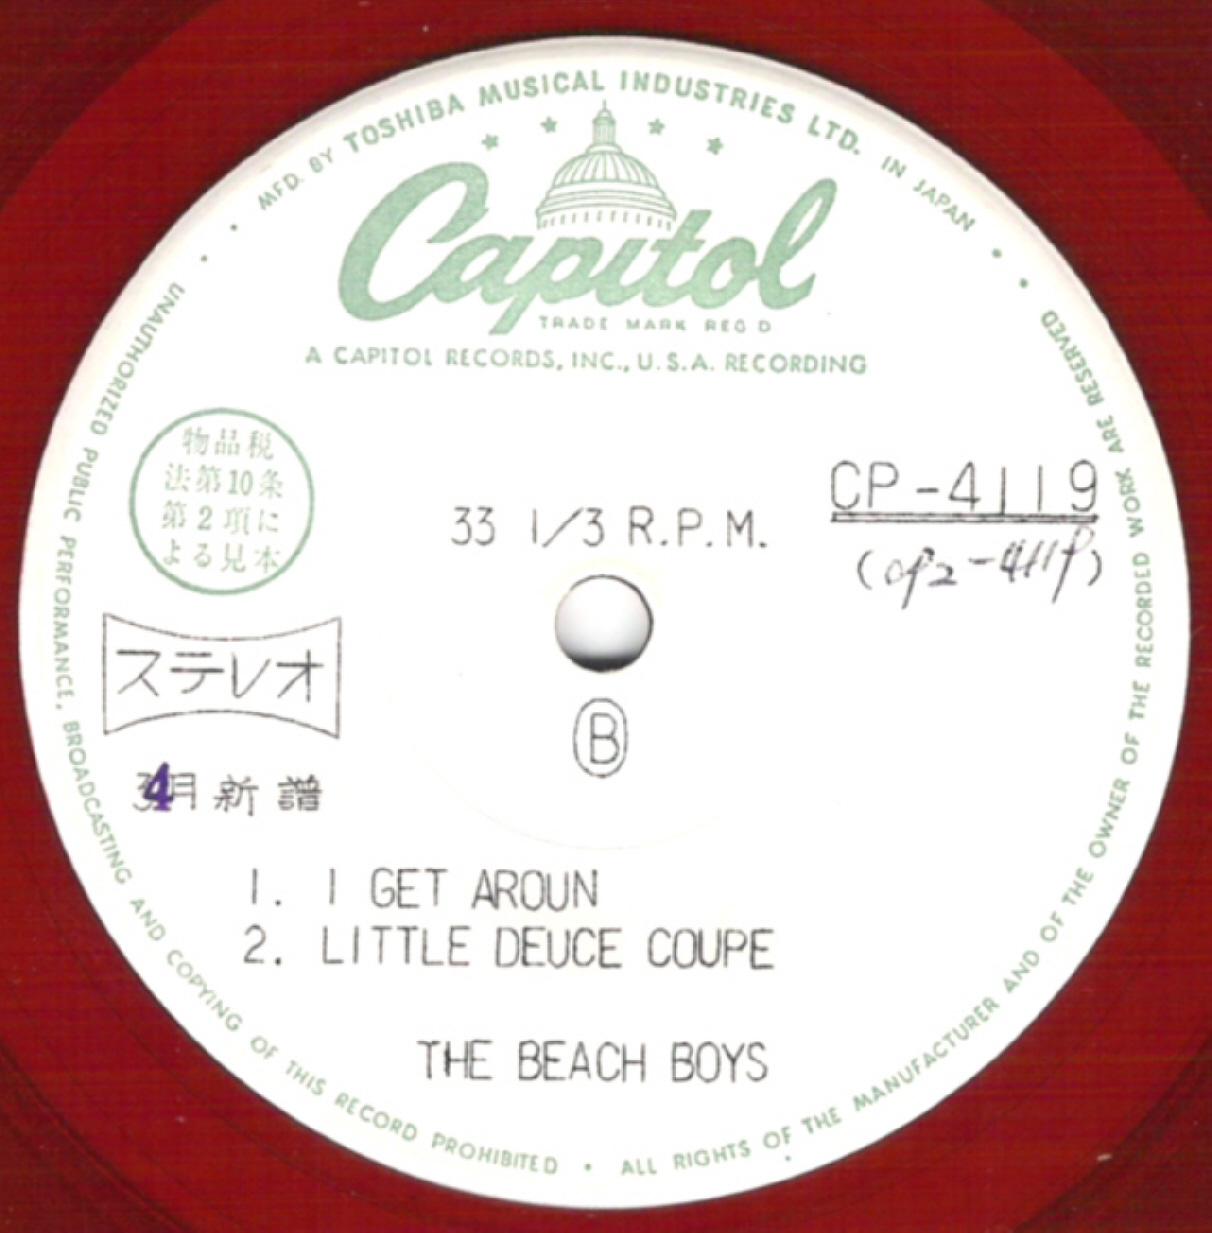 MFD. BY TOSHIBA MUSICAL INDUSTRIES LTD. IN JAPAN
Capitol
TRADE MARK REG D
A CAPITOL RECORDS, INC., U.S.A. RECORDING
物品税
法第10条
第2項に
よる見本
33 1/3 R.P.M.
CP-4119
ステレオ
B
4月新譜
1. I GET AROUN
2. LITTLE DEUCE COUPE
THE BEACH BOYS
UNAUTHORIZED PUBLIC PERFORMANCE, BROADCASTING AND COPYING OF THIS RECORD PROHIBITED • ALL RIGHTS OF THE MANUFACTURER AND OF THE OWNER OF THE RECORDED WORK ARE RESERVED